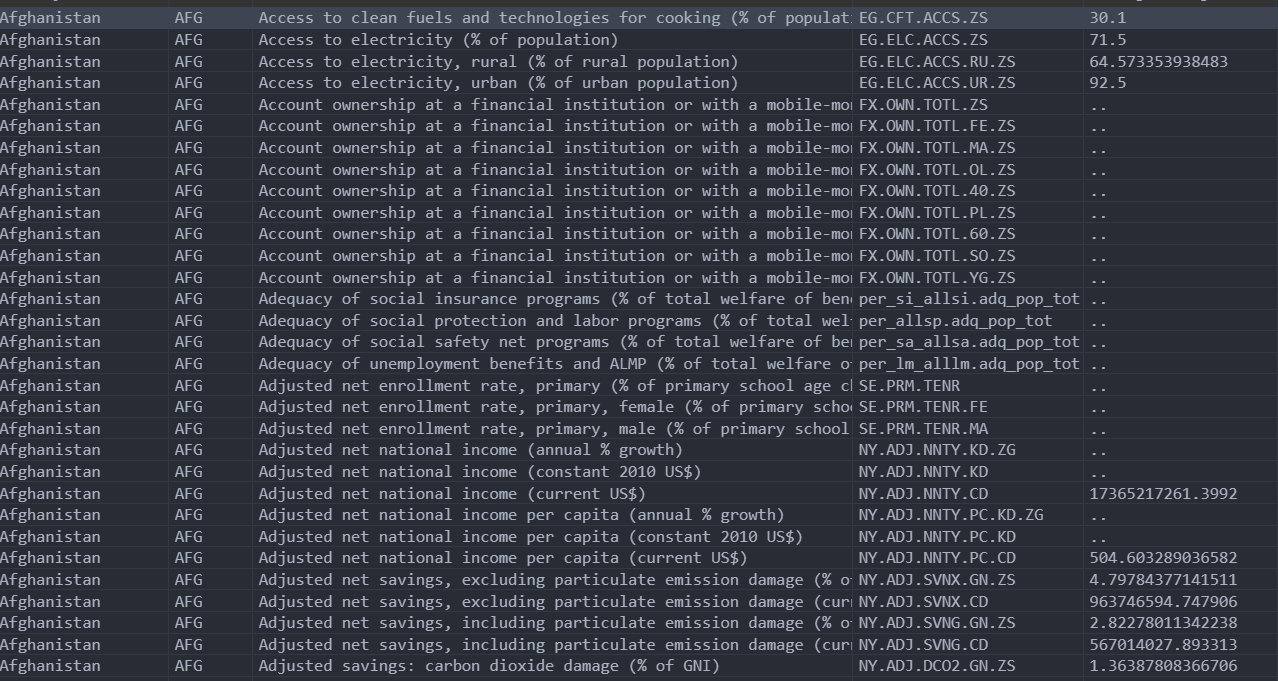 Afghanistan AFG Access to clean fuels and technologies for cooking (% of populat EG.CFT.ACCS.ZS 30.1
Afghanistan AFG Access to electricity (% of population) EG.ELC.ACCS.ZS 71.5
Afghanistan AFG Access to electricity, rural (% of rural population) EG.ELC.ACCS.RU.ZS 64.573353938483
Afghanistan AFG Access to electricity, urban (% of urban population) EG.ELC.ACCS.UR.ZS 92.5
Afghanistan AFG Account ownership at a financial institution or with a mobile-mo FX.OWN.TOTL.ZS ..
Afghanistan AFG Account ownership at a financial institution or with a mobile-mo FX.OWN.TOTL.FE.ZS ..
Afghanistan AFG Account ownership at a financial institution or with a mobile-mo FX.OWN.TOTL.MA.ZS ..
Afghanistan AFG Account ownership at a financial institution or with a mobile-mo FX.OWN.TOTL.OL.ZS ..
Afghanistan AFG Account ownership at a financial institution or with a mobile-mo FX.OWN.TOTL.40.ZS ..
Afghanistan AFG Account ownership at a financial institution or with a mobile-mo FX.OWN.TOTL.PL.ZS ..
Afghanistan AFG Account ownership at a financial institution or with a mobile-mo FX.OWN.TOTL.60.ZS ..
Afghanistan AFG Account ownership at a financial institution or with a mobile-mo FX.OWN.TOTL.SO.ZS ..
Afghanistan AFG Account ownership at a financial institution or with a mobile-mo FX.OWN.TOTL.YG.ZS ..
Afghanistan AFG Adequacy of social insurance programs (% of total welfare of ben per_si_allsi.adq_pop_tot ..
Afghanistan AFG Adequacy of social protection and labor programs (% of total wel per_allsp.adq_pop_tot ..
Afghanistan AFG Adequacy of social safety net programs (% of total welfare of be per_sa_allsa.adq_pop_tot ..
Afghanistan AFG Adequacy of unemployment benefits and ALMP (% of total welfare o per_lm_alllm.adq_pop_tot ..
Afghanistan AFG Adjusted net enrollment rate, primary (% of primary school age c SE.PRM.TENR ..
Afghanistan AFG Adjusted net enrollment rate, primary, female (% of primary scho SE.PRM.TENR.FE ..
Afghanistan AFG Adjusted net enrollment rate, primary, male (% of primary school SE.PRM.TENR.MA ..
Afghanistan AFG Adjusted net national income (annual % growth) NY.ADJ.NNTY.KD.ZG ..
Afghanistan AFG Adjusted net national income (constant 2010 US$) NY.ADJ.NNTY.KD ..
Afghanistan AFG Adjusted net national income (current US$) NY.ADJ.NNTY.CD 17365217261.3992
Afghanistan AFG Adjusted net national income per capita (annual % growth) NY.ADJ.NNTY.PC.KD.ZG ..
Afghanistan AFG Adjusted net national income per capita (constant 2010 US$) NY.ADJ.NNTY.PC.KD ..
Afghanistan AFG Adjusted net national income per capita (current US$) NY.ADJ.NNTY.PC.CD 504.603289036582
Afghanistan AFG Adjusted net savings, excluding particulate emission damage (% o NY.ADJ.SVNX.GN.ZS 4.79784377141511
Afghanistan AFG Adjusted net savings, excluding particulate emission damage (cur NY.ADJ.SVNX.CD 963746594.747906
Afghanistan AFG Adjusted net savings, including particulate emission damage (% o NY.ADJ.SVNG.GN.ZS 2.82278011342238
Afghanistan AFG Adjusted net savings, including particulate emission damage (cur NY.ADJ.SVNG.CD 567014027.893313
Afghanistan AFG Adjusted savings: carbon dioxide damage (% of GNI) NY.ADJ.DCO2.GN.ZS 1.36387808366706